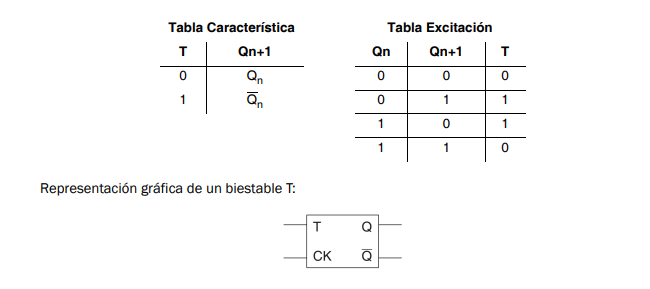 Tabla Característica Tabla Excitación
T Qn+1 Qn Qn+1 T
0 Qn 0 0 0
1 Q̅n 0 1 1
1 0 1
1 1 0
Representación gráfica de un biestable T:
T Q
CK Q̅